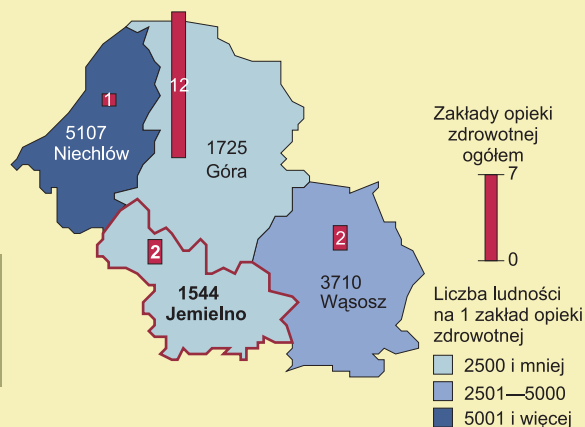 12
1
5107
Niechlów
1725
Góra
2
1544
Jemielno
2
3710
Wąsosz
Zakłady opieki
zdrowotnej
ogółem
7
0
Liczba ludności
na 1 zakład opieki
zdrowotnej
2500 i mniej
2501—5000
5001 i więcej